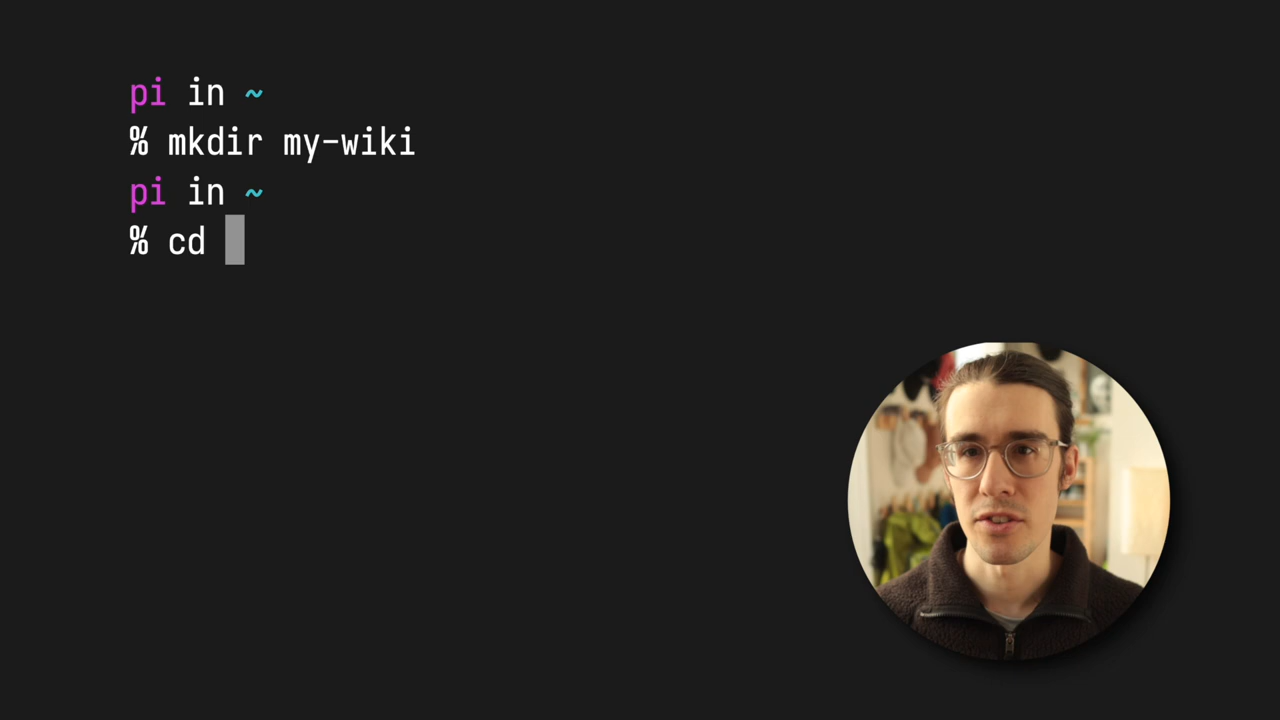 pi in ~
% mkdir my-wiki
pi in ~
% cd